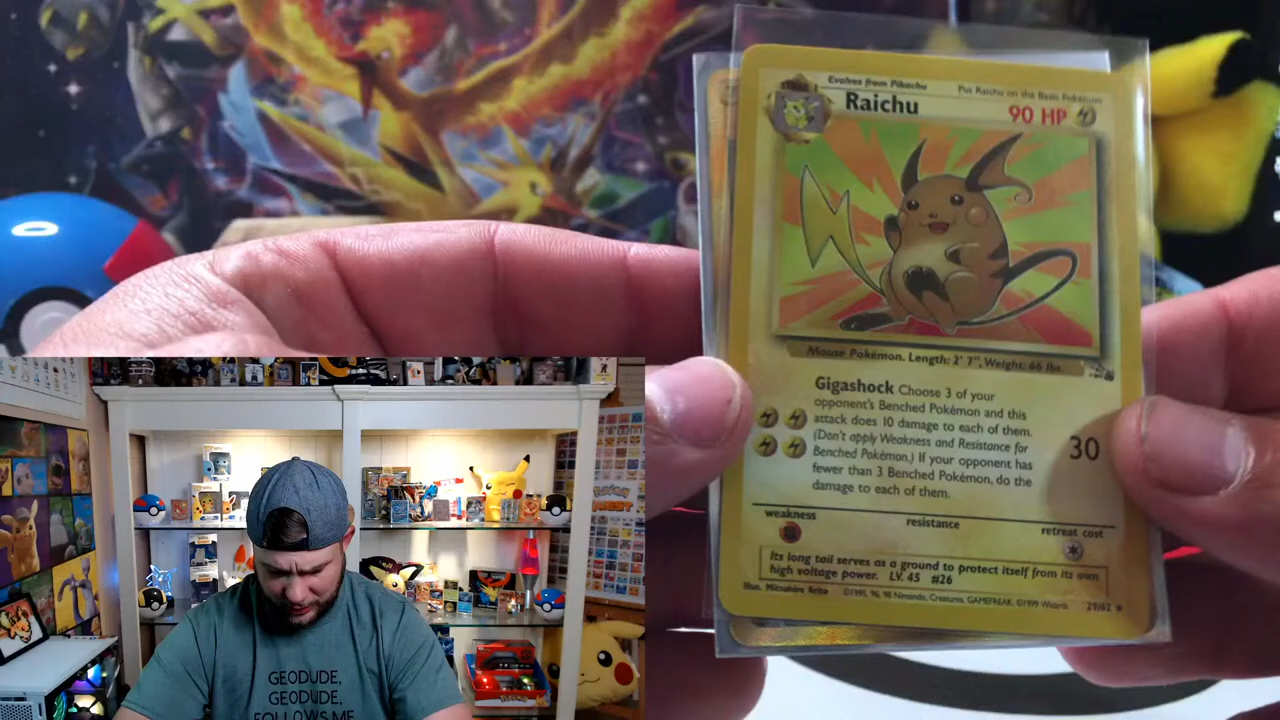 STAGE 1
Evolves from Pikachu
Put Raichu on the Basic Pokémon
Raichu
90 HP
Mouse Pokémon. Length: 2' 7", Weight: 66 lbs.
Gigashock Choose 3 of your
opponent's Benched Pokémon and this
attack does 10 damage to each of them.
(Don't apply Weakness and Resistance for
Benched Pokémon.) If your opponent has
fewer than 3 Benched Pokémon, do the
damage to each of them.
30
weakness
resistance
retreat cost
Its long tail serves as a ground to protect itself from its own
high voltage power. LV. 45 #26
Illus. Mitsuhiro Arita
©1995, 96, 98 Nintendo, Creatures, GAMEFREAK. ©1999 Wizards.
29/62
GEODUDE,
GEODUDE,
FOLLOWS ME